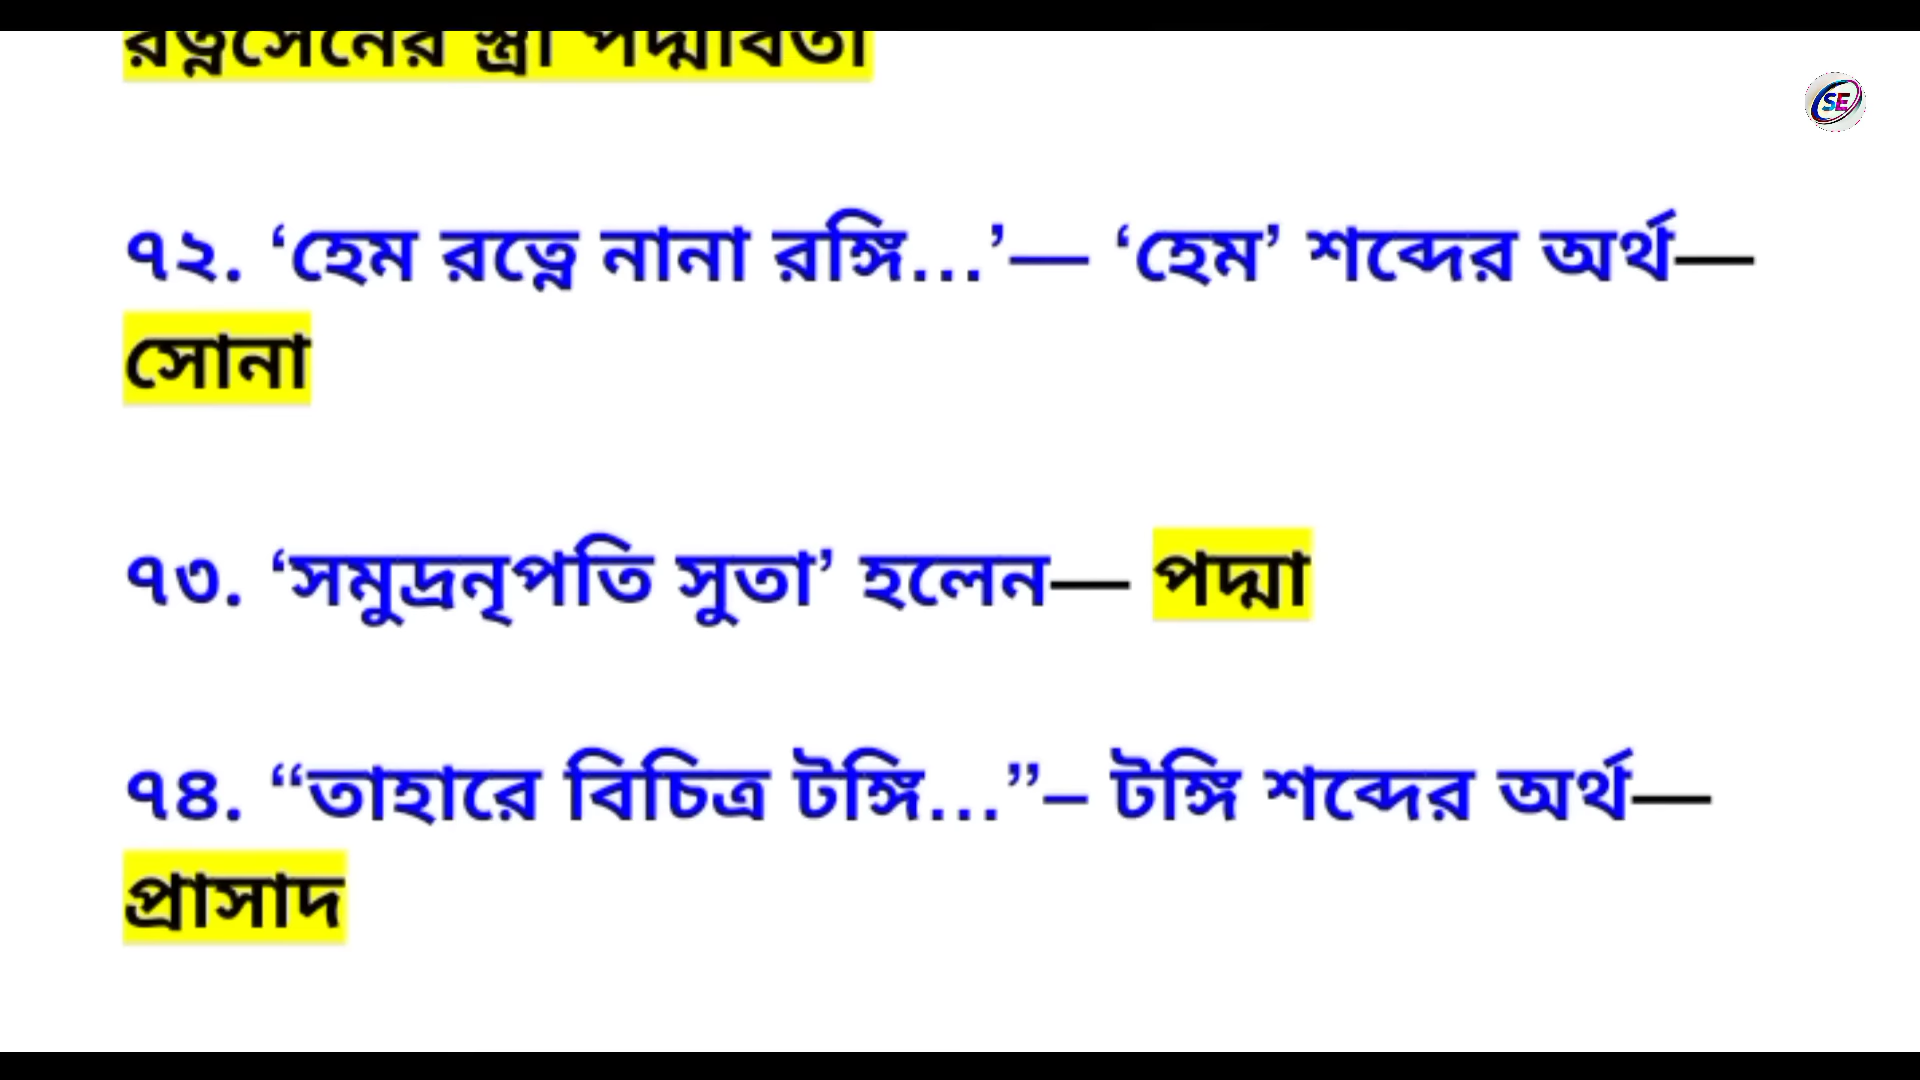 রত্নসেনের স্ত্রী পদ্মাবতী
SE
৭২. ‘হেম রত্নে নানা রঙ্গি...’— ‘হেম’ শব্দের অর্থ—
সোনা
৭৩. ‘সমুদ্রনৃপতি সুতা’ হলেন— পদ্মা
৭৪. “তাহারে বিচিত্র টঙ্গি...”– টঙ্গি শব্দের অর্থ—
প্রাসাদ